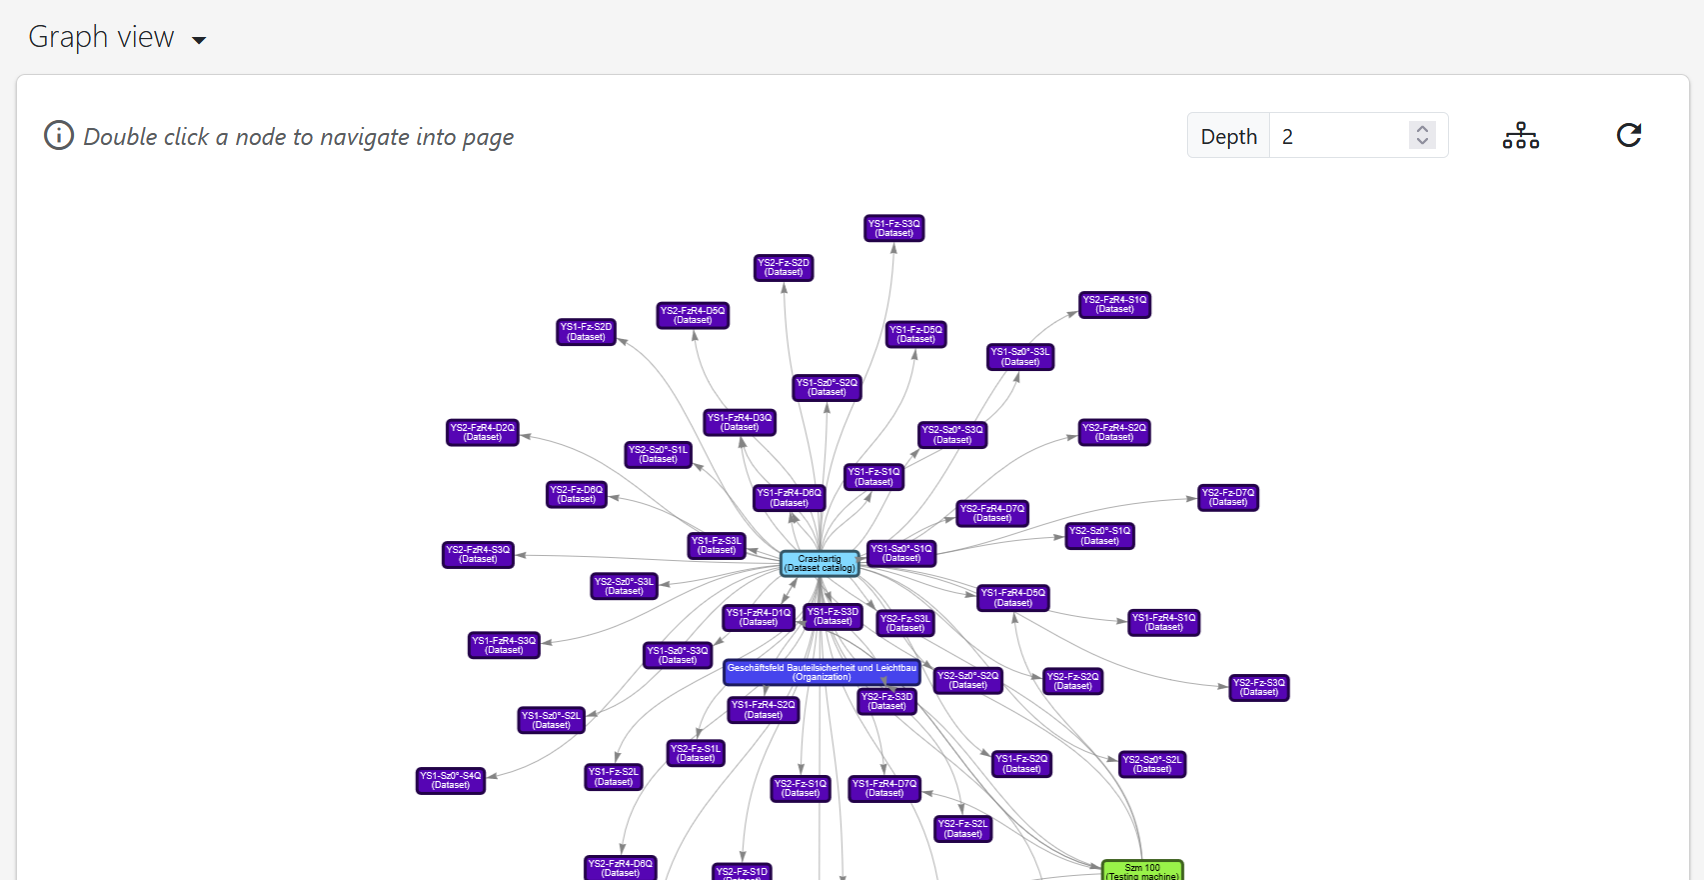 Graph view
Double click a node to navigate into page
Depth 2
YS1-Fz-S3Q
(Dataset)
YS2-Fz-S2D
(Dataset)
YS2-FzR4-S1Q
(Dataset)
YS2-FzR4-D5Q
(Dataset)
YS1-Fz-S2D
(Dataset)
YS1-Fz-D5Q
(Dataset)
YS1-Sz0°-S3L
(Dataset)
YS1-Sz0°-S2Q
(Dataset)
YS1-FzR4-D3Q
(Dataset)
YS2-FzR4-D2Q
(Dataset)
YS2-Sz0°-S3Q
(Dataset)
YS2-FzR4-S2Q
(Dataset)
YS2-Sz0°-S1L
(Dataset)
YS1-Fz-S1Q
(Dataset)
YS2-Fz-D6Q
(Dataset)
YS1-FzR4-D6Q
(Dataset)
YS2-Fz-D7Q
(Dataset)
YS2-FzR4-D7Q
(Dataset)
YS2-Sz0°-S1Q
(Dataset)
YS1-Fz-S3L
(Dataset)
YS2-FzR4-S3Q
(Dataset)
YS1-Sz0°-S1Q
(Dataset)
Crashartig
(Dataset catalog)
YS2-Sz0°-S3L
(Dataset)
YS1-FzR4-D5Q
(Dataset)
YS1-FzR4-D1Q
(Dataset)
YS1-Fz-S3D
(Dataset)
YS2-Fz-S3L
(Dataset)
YS1-FzR4-S1Q
(Dataset)
YS1-FzR4-S3Q
(Dataset)
YS1-Sz0°-S3Q
(Dataset)
Geschäftsfeld Bauteilsicherheit und Leichtbau
(Organization)
YS2-Sz0°-S2Q
(Dataset)
YS2-Fz-S2Q
(Dataset)
YS2-Fz-S3Q
(Dataset)
YS2-Fz-S3D
(Dataset)
YS1-FzR4-S2Q
(Dataset)
YS1-Sz0°-S2L
(Dataset)
YS2-Fz-S1L
(Dataset)
YS1-Fz-S2Q
(Dataset)
YS2-Sz0°-S2L
(Dataset)
YS1-Sz0°-S4Q
(Dataset)
YS1-Fz-S2L
(Dataset)
YS2-Fz-S1Q
(Dataset)
YS1-FzR4-D7Q
(Dataset)
YS2-Fz-S2L
(Dataset)
YS2-FzR4-D6Q
(Dataset)
YS2-Fz-S1D
(Dataset)
Szm 100
(Testing machine)